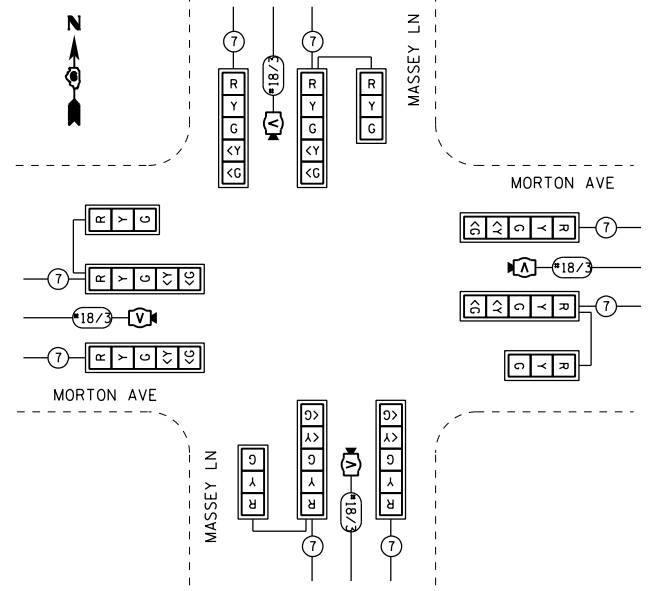 N
MASSEY LN
7
#18/3
7
R
Y
G
<Y
<G
V
R
Y
G
<Y
<G
R
Y
G
MORTON AVE
R Y G
7
R Y G <Y <G
#18/3
V
7
R Y G <Y <G
MORTON AVE
<G <Y G Y R
7
V
#18/3
<G <Y G Y R
7
G Y R
MASSEY LN
G
Y
R
<G
<Y
G
Y
R
V
#18/3
<G
<Y
G
Y
R
7
7